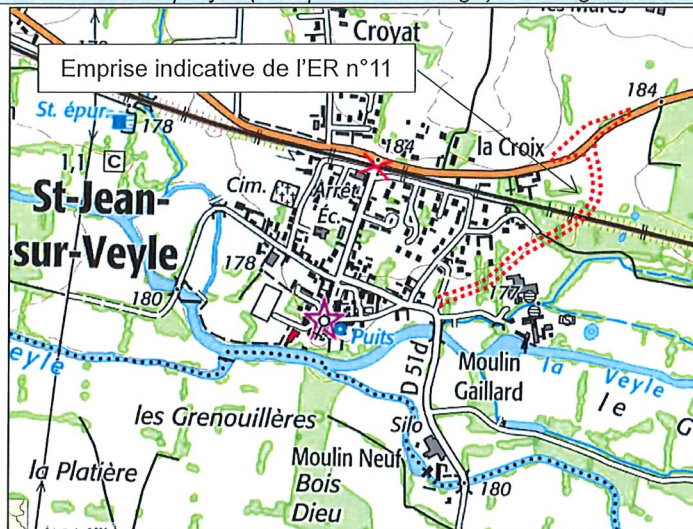 Croyat
Emprise indicative de l'ER n°11
184
St. épur.
178
184
la Croix
1,1
C
Cim.
Arrêt
Éc.
St-Jean-
sur-Veyle
178
180
177
Puits
eyle
D 51d
Moulin
Gaillard
la Veyle
le
G
les Grenouillères
Silo
Moulin Neuf
la Platière
Bois
Dieu
180